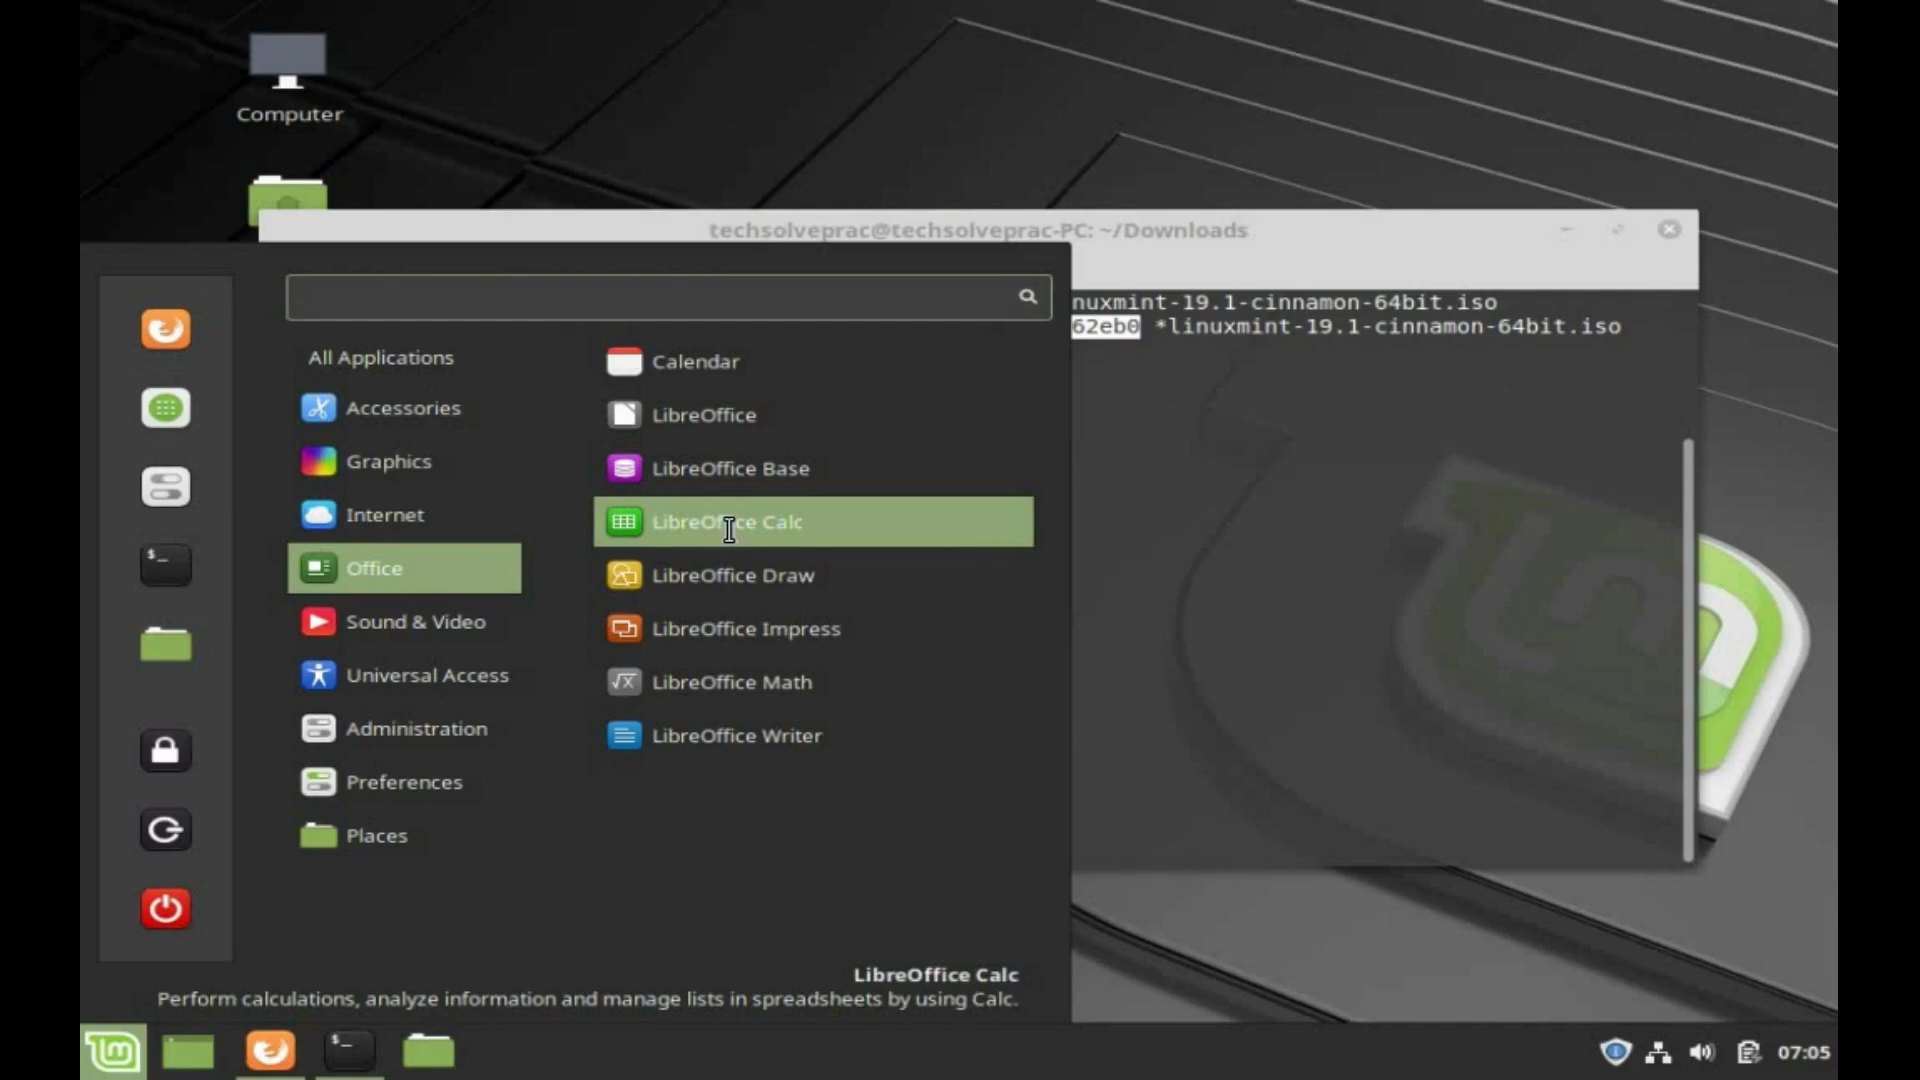 Computer
techsolveprac@techsolveprac-PC: ~/Downloads
nuxmint-19.1-cinnamon-64bit.iso
62eb0 *linuxmint-19.1-cinnamon-64bit.iso
All Applications
Accessories
Graphics
Internet
Office
Sound & Video
Universal Access
Administration
Preferences
Places
Calendar
LibreOffice
LibreOffice Base
LibreOffice Calc
LibreOffice Draw
LibreOffice Impress
LibreOffice Math
LibreOffice Writer
LibreOffice Calc
Perform calculations, analyze information and manage lists in spreadsheets by using Calc.
07:05